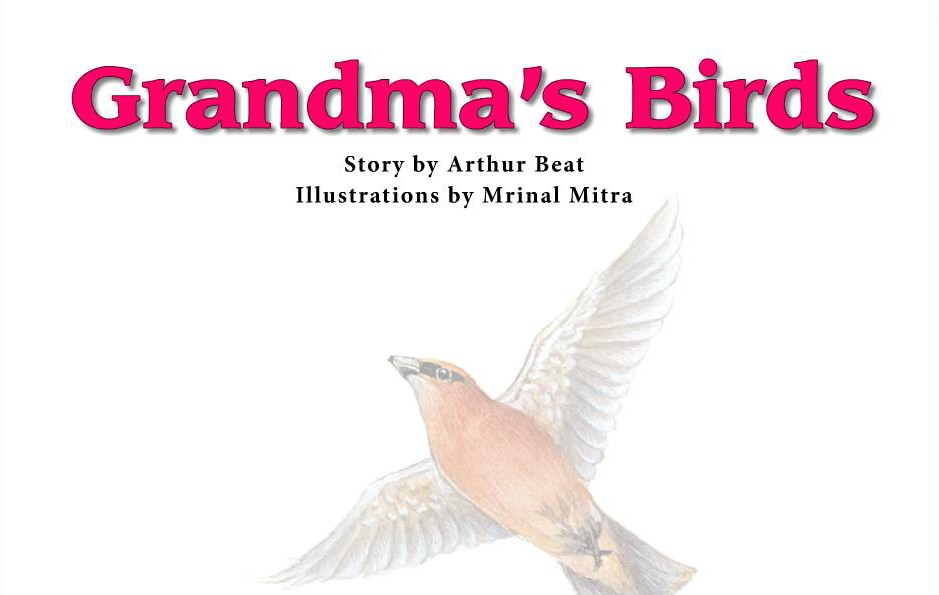 Grandma's Birds
Story by Arthur Beat
Illustrations by Mrinal Mitra